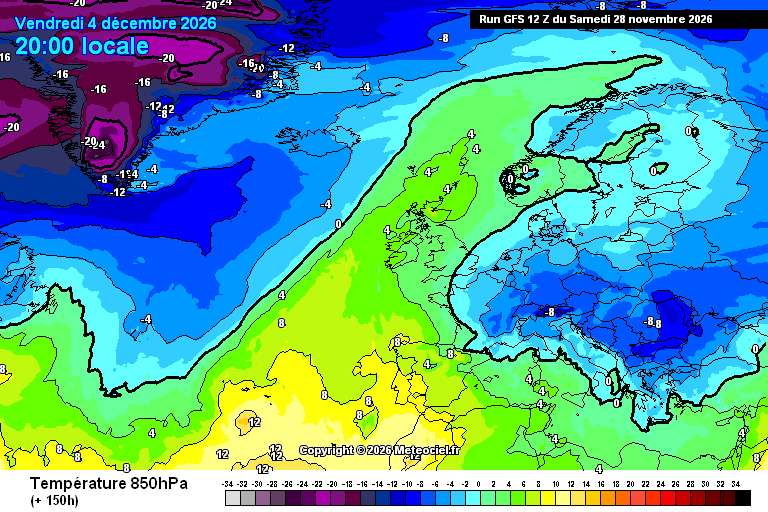 Vendredi 4 décembre 2026
20:00 locale
Run GFS 12 Z du Samedi 28 novembre 2026
Copyright © 2026 Meteociel.fr
Température 850hPa
(+ 150h)
-34 -32 -30 -28 -26 -24 -22 -20 -18 -16 -14 -12 -10 -8 -6 -4 -2 0 2 4 6 8 10 12 14 16 18 20 22 24 26 28 30 32 34